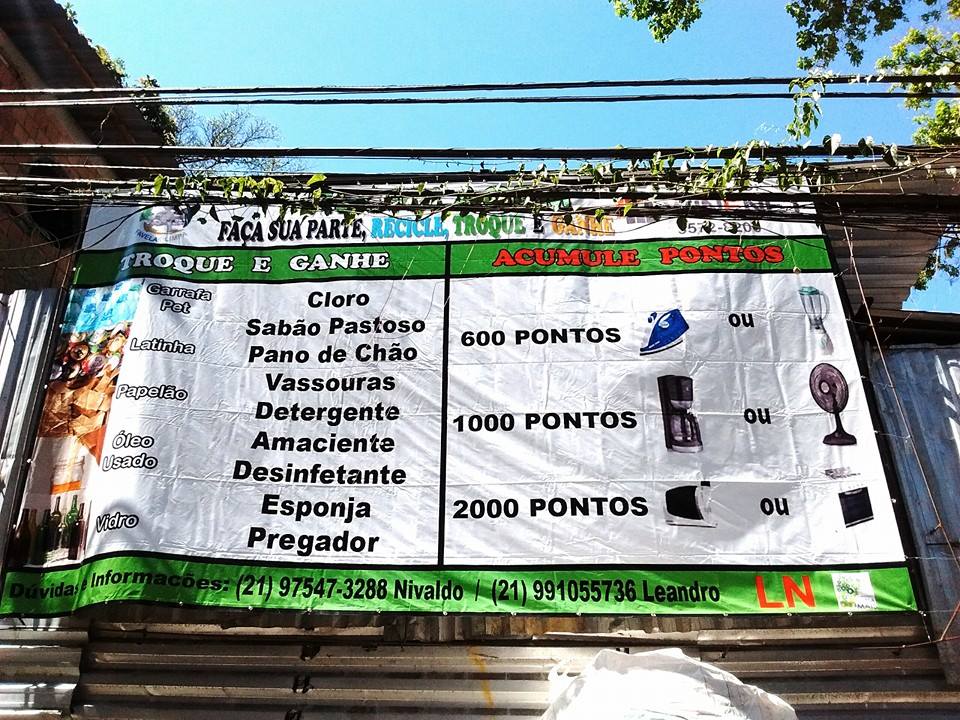 FAVELA LIMPA
FAÇA SUA PARTE, RECICLE, TROQUE E GANHE
TROQUE E GANHE
ACUMULE PONTOS
Garrafa
Pet
Latinha
Papelão
Óleo
Usado
Vidro
Cloro
Sabão Pastoso
Pano de Chão
Vassouras
Detergente
Amaciente
Desinfetante
Esponja
Pregador
600 PONTOS
ou
1000 PONTOS
ou
2000 PONTOS
ou
Dúvidas e Informações: (21) 97547-3288 Nivaldo / (21) 991055736 Leandro
LN